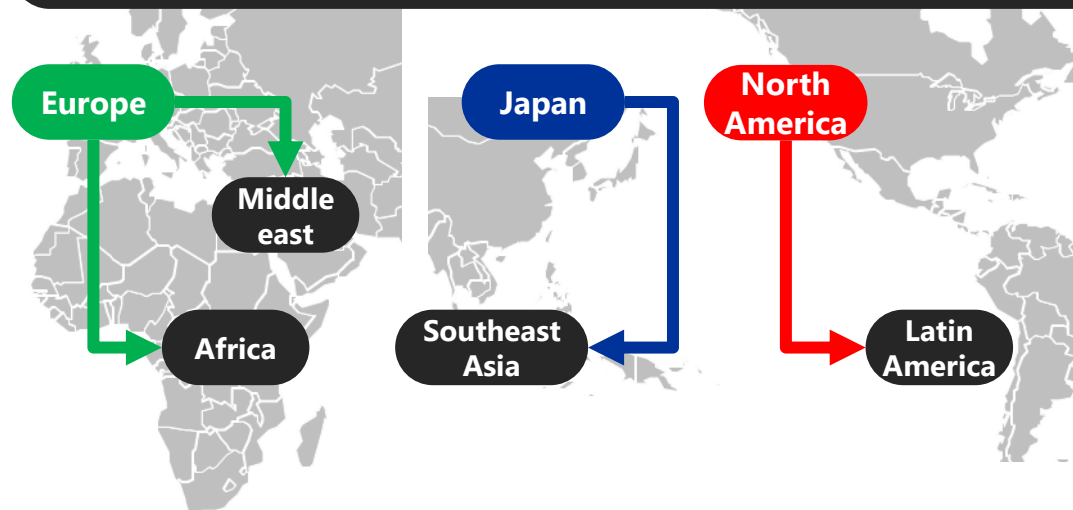 Europe
Japan
North
America
Middle
east
Africa
Southeast
Asia
Latin
America